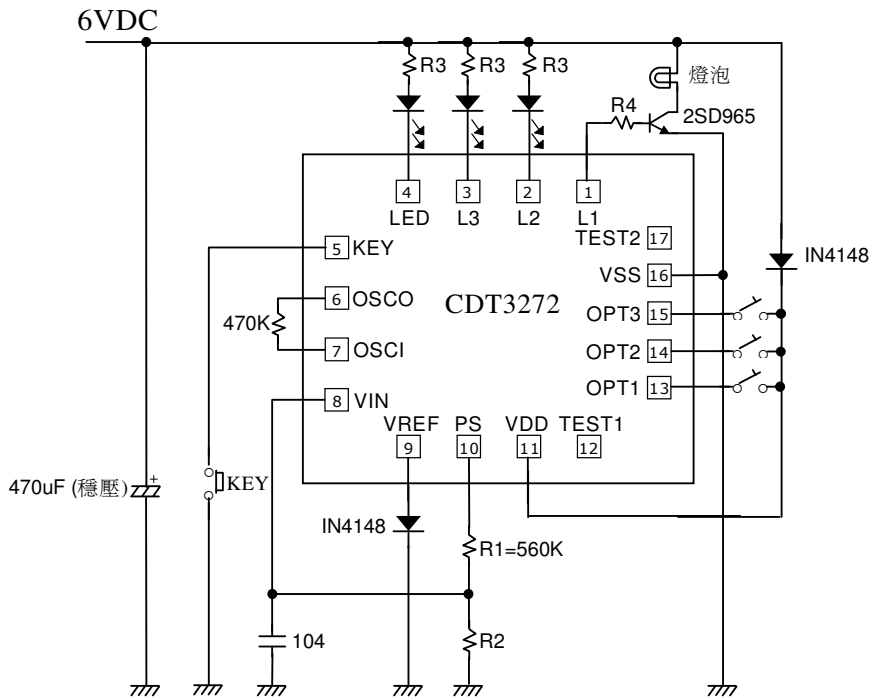 6VDC
R3
R3
R3
燈泡
R4
2SD965
4
3
2
1
LED
L3
L2
L1
TEST2
17
5
KEY
IN4148
VSS
16
6
OSCO
CDT3272
470K
OPT3
15
7
OSCI
OPT2
14
8
VIN
OPT1
13
VREF
PS
VDD
TEST1
9
10
11
12
470uF (穩壓)
+
KEY
IN4148
R1=560K
104
R2